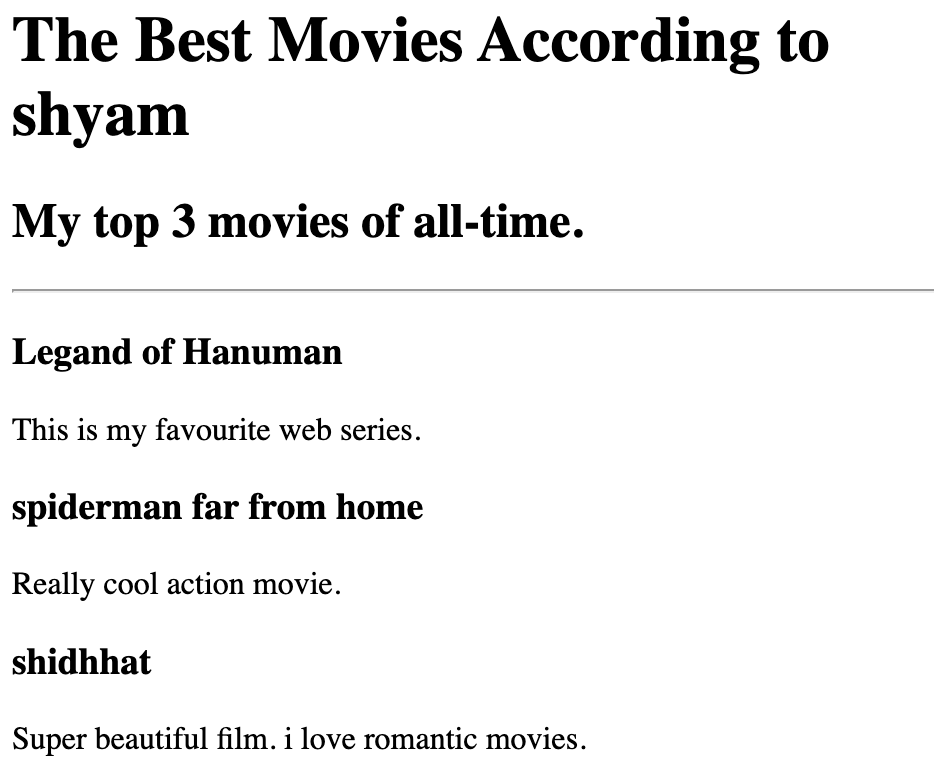 The Best Movies According to
shyam
My top 3 movies of all-time.
Legand of Hanuman
This is my favourite web series.
spiderman far from home
Really cool action movie.
shidhhat
Super beautiful film. i love romantic movies.